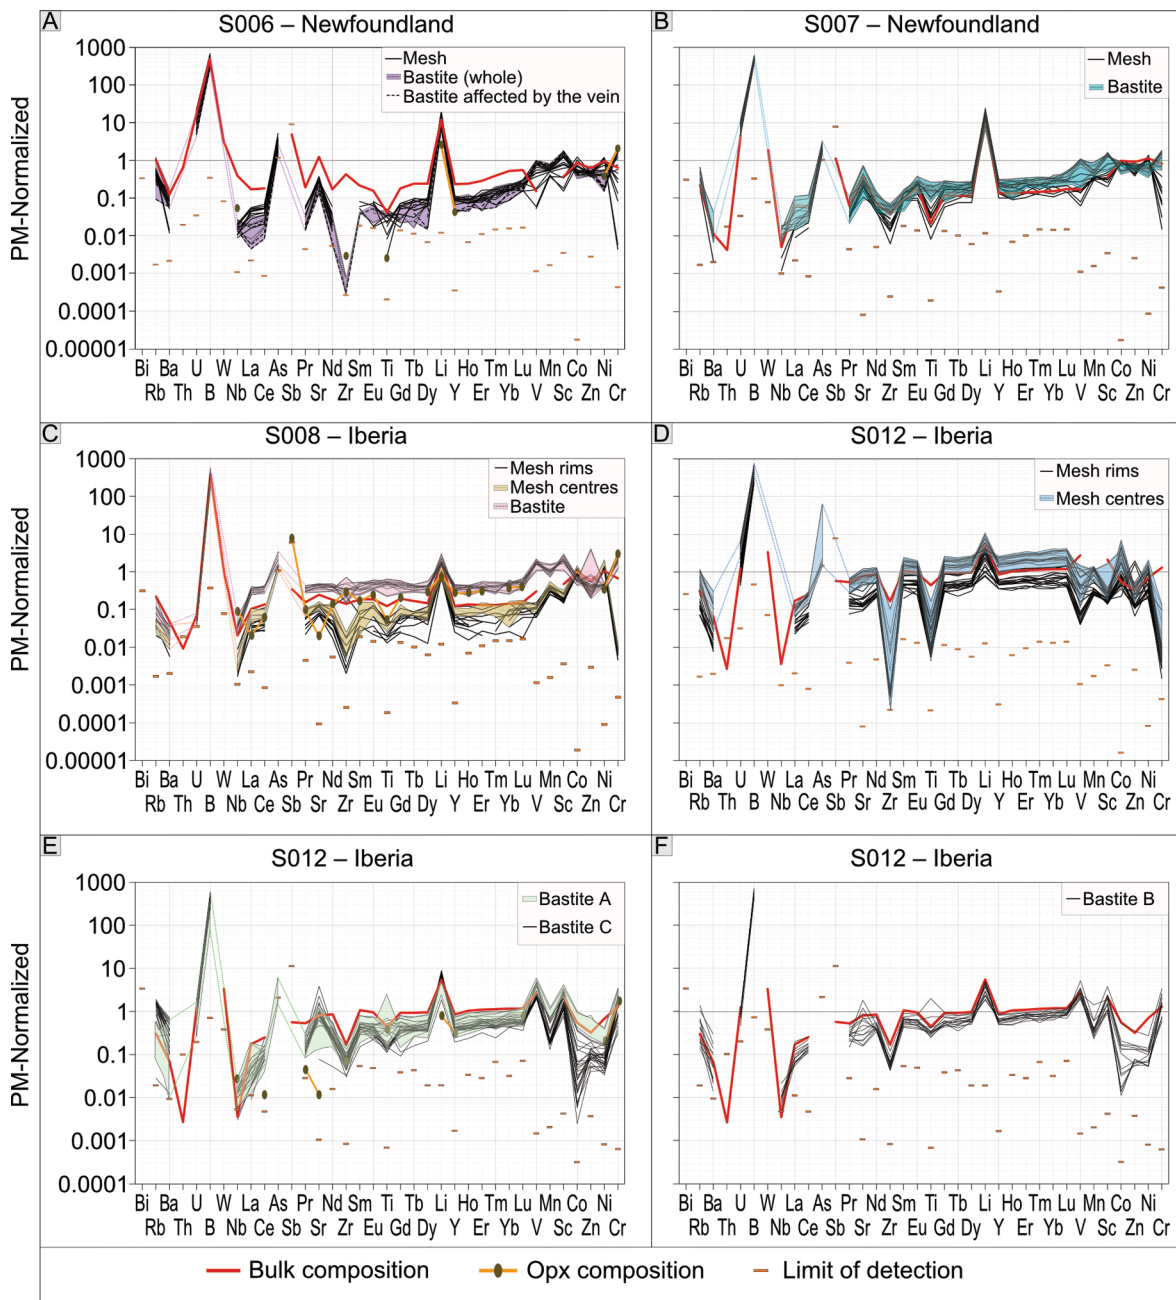 A
S006 – Newfoundland
B
S007 – Newfoundland
1000
100
10
1
0.1
0.01
0.001
0.0001
0.00001
PM-Normalized
Mesh
Bastite (whole)
Bastite affected by the vein
Mesh
Bastite
Bi Ba U W La As Pr Nd Sm Ti Tb Li Ho Tm Lu Mn Co Ni
Rb Th B Nb Ce Sb Sr Zr Eu Gd Dy Y Er Yb V Sc Zn Cr
Bi Ba U W La As Pr Nd Sm Ti Tb Li Ho Tm Lu Mn Co Ni
Rb Th B Nb Ce Sb Sr Zr Eu Gd Dy Y Er Yb V Sc Zn Cr
C
S008 – Iberia
D
S012 – Iberia
1000
100
10
1
0.1
0.01
0.001
0.0001
0.00001
PM-Normalized
Mesh rims
Mesh centres
Bastite
Mesh rims
Mesh centres
Bi Ba U W La As Pr Nd Sm Ti Tb Li Ho Tm Lu Mn Co Ni
Rb Th B Nb Ce Sb Sr Zr Eu Gd Dy Y Er Yb V Sc Zn Cr
Bi Ba U W La As Pr Nd Sm Ti Tb Li Ho Tm Lu Mn Co Ni
Rb Th B Nb Ce Sb Sr Zr Eu Gd Dy Y Er Yb V Sc Zn Cr
E
S012 – Iberia
F
S012 – Iberia
1000
100
10
1
0.1
0.01
0.001
0.0001
PM-Normalized
Bastite A
Bastite C
Bastite B
Bi Ba U W La As Pr Nd Sm Ti Tb Li Ho Tm Lu Mn Co Ni
Rb Th B Nb Ce Sb Sr Zr Eu Gd Dy Y Er Yb V Sc Zn Cr
Bi Ba U W La As Pr Nd Sm Ti Tb Li Ho Tm Lu Mn Co Ni
Rb Th B Nb Ce Sb Sr Zr Eu Gd Dy Y Er Yb V Sc Zn Cr
Bulk composition
Opx composition
Limit of detection